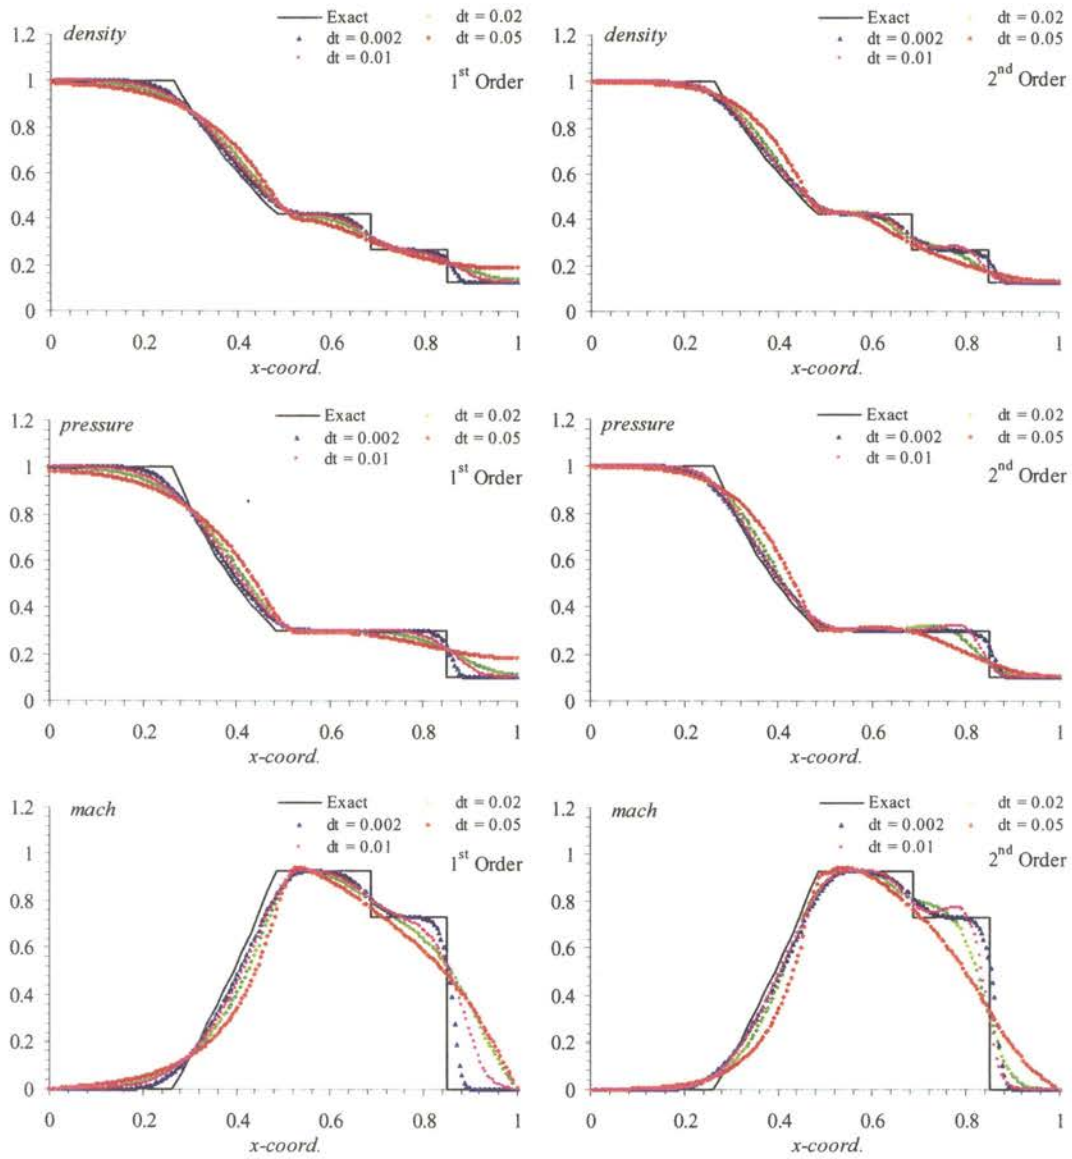 density
Exact
dt = 0.02
dt = 0.002
dt = 0.05
dt = 0.01
1st Order
1.2
1
0.8
0.6
0.4
0.2
0
0 0.2 0.4 0.6 0.8 1
x-coord.
density
Exact
dt = 0.02
dt = 0.002
dt = 0.05
dt = 0.01
2nd Order
1.2
1
0.8
0.6
0.4
0.2
0
0 0.2 0.4 0.6 0.8 1
x-coord.
pressure
Exact
dt = 0.02
dt = 0.002
dt = 0.05
dt = 0.01
1st Order
1.2
1
0.8
0.6
0.4
0.2
0
0 0.2 0.4 0.6 0.8 1
x-coord.
pressure
Exact
dt = 0.02
dt = 0.002
dt = 0.05
dt = 0.01
2nd Order
1.2
1
0.8
0.6
0.4
0.2
0
0 0.2 0.4 0.6 0.8 1
x-coord.
mach
Exact
dt = 0.02
dt = 0.002
dt = 0.05
dt = 0.01
1st Order
1.2
1
0.8
0.6
0.4
0.2
0
0 0.2 0.4 0.6 0.8 1
x-coord.
mach
Exact
dt = 0.02
dt = 0.002
dt = 0.05
dt = 0.01
2nd Order
1.2
1
0.8
0.6
0.4
0.2
0
0 0.2 0.4 0.6 0.8 1
x-coord.